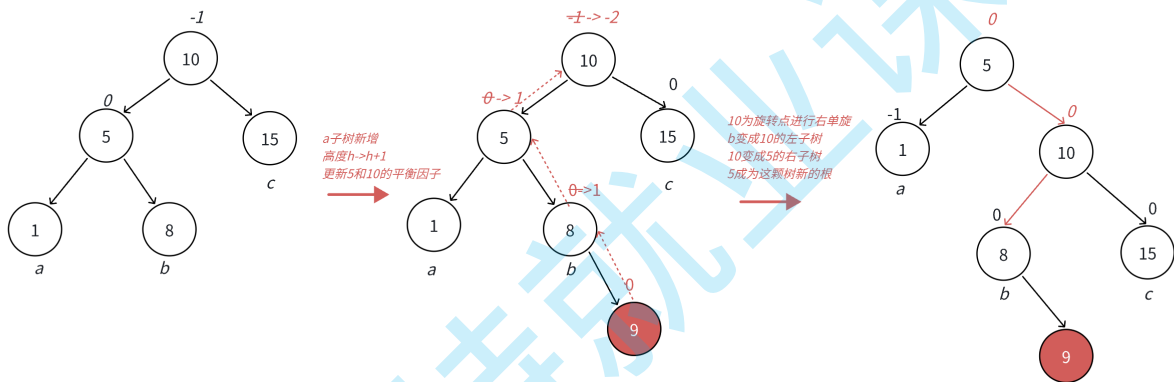 -1
10
0
5
15
c
1
8
a
b
a子树新增
高度h->h+1
更新5和10的平衡因子
-1 -> -2
10
0
0 -> 1
5
15
c
0->1
1
8
a
b
0
9
10为旋转点进行右单旋
b变成10的左子树
10变成5的右子树
5成为这颗树新的根
0
5
-1
0
1
10
a
0
0
8
15
b
c
9
就业课